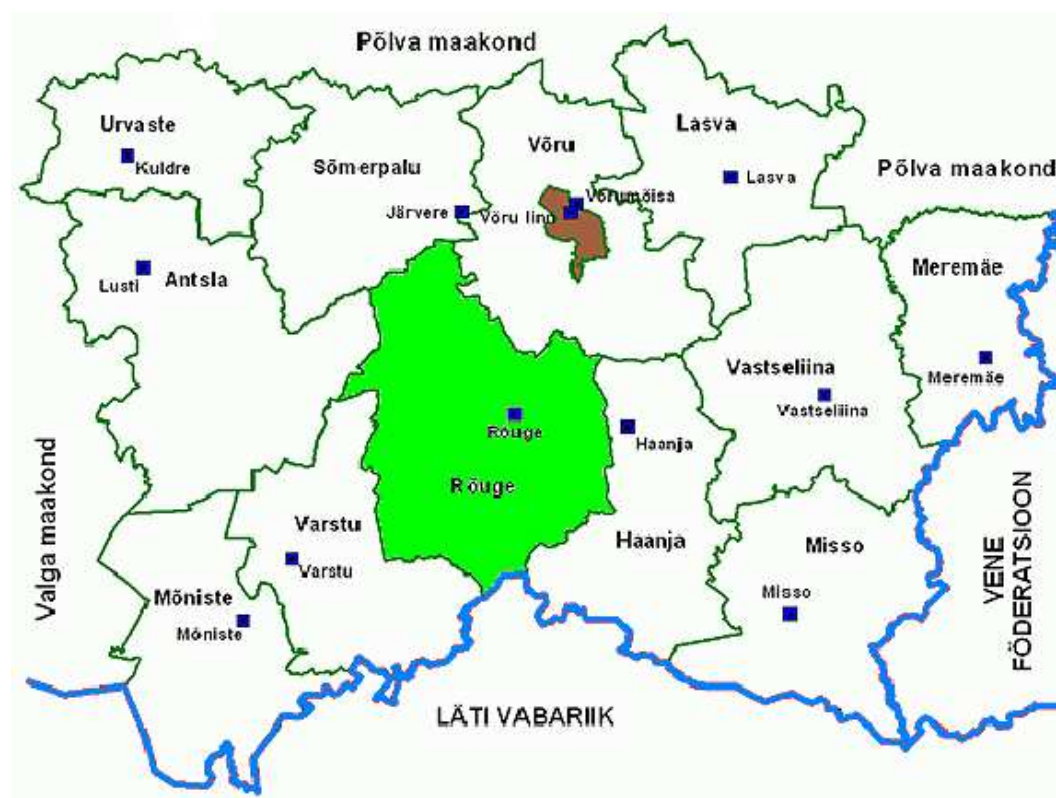 Põlva maakond
Urvaste
Kuldre
Sõmerpalu
Järvere
Võru
Võrumõisa
Võru linn
Lasva
Lasva
Põlva maakond
Lusti
Antsla
Meremäe
Meremäe
Vastseliina
Vastseliina
Rõuge
Rõuge
Haanja
Haanja
Valga maakond
Varstu
Varstu
Misso
Misso
Mõniste
Mõniste
VENE
FÖDERATSIOON
LÄTI VABARIIK